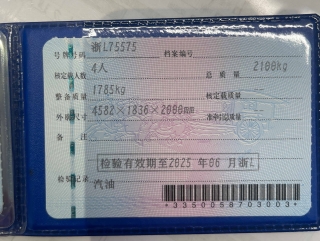 号牌号码 浙L75575 档案编号
核定载人数 4人 总质量 2100kg
整备质量 1785kg 核定载质量
外廓尺寸 4582×1836×2000mm 准牵引总质量
备注
检验有效期至2025年06月浙L
检验记录 汽油
*3350058703003*